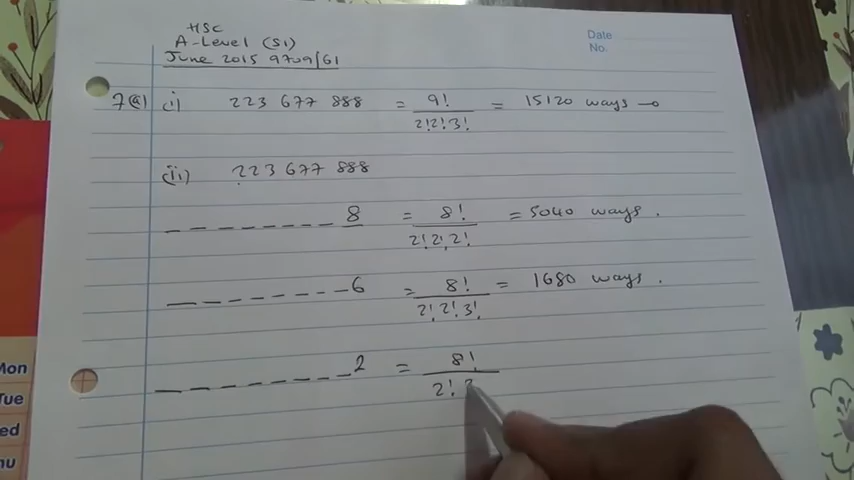 HSC
A-Level (S1)
June 2015 9709/61
Date
No.
7(a) (i) 223 677 888 = 9! / 2!2!3! = 15120 ways
(ii) 223 677 888
_ _ _ _ _ _ _ _ 8 = 8! / 2!2!2! = 5040 ways.
_ _ _ _ _ _ _ _ 6 = 8! / 2!2!3! = 1680 ways.
_ _ _ _ _ _ _ _ 2 = 8! / 2!
Mon
Tue